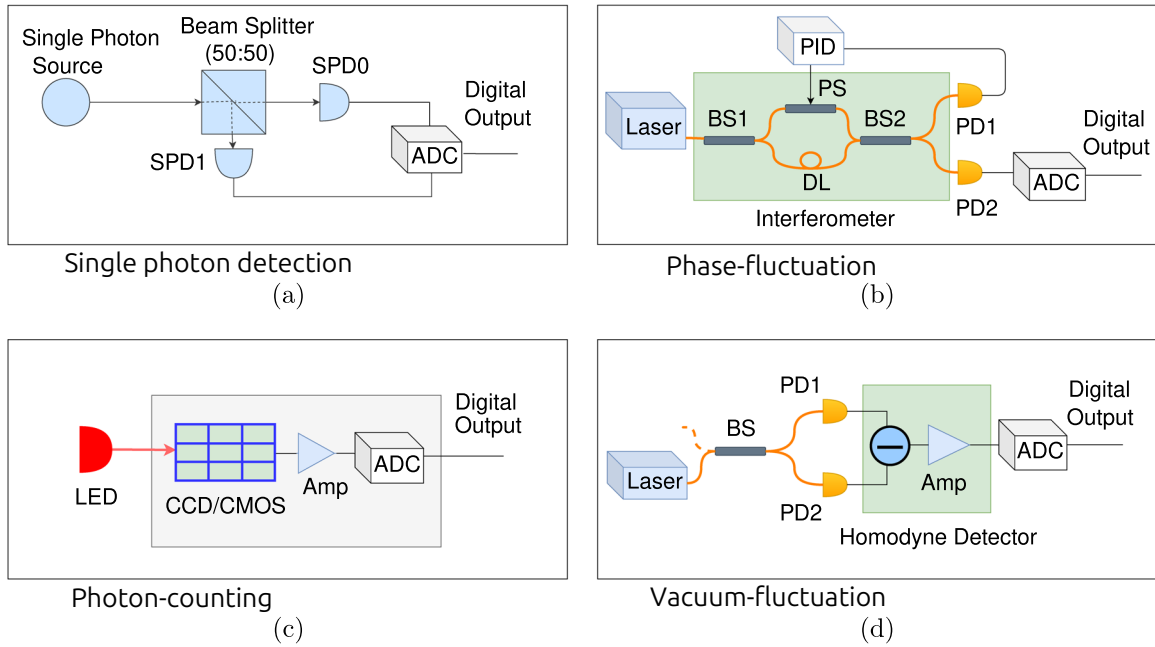 Single Photon
Source
Beam Splitter
(50:50)
SPD0
SPD1
ADC
Digital
Output
Single photon detection
(a)
Laser
BS1
PID
PS
DL
BS2
PD1
PD2
ADC
Digital
Output
Interferometer
Phase-fluctuation
(b)
LED
CCD/CMOS
Amp
ADC
Digital
Output
Photon-counting
(c)
Laser
BS
PD1
PD2
Amp
Homodyne Detector
ADC
Digital
Output
Vacuum-fluctuation
(d)